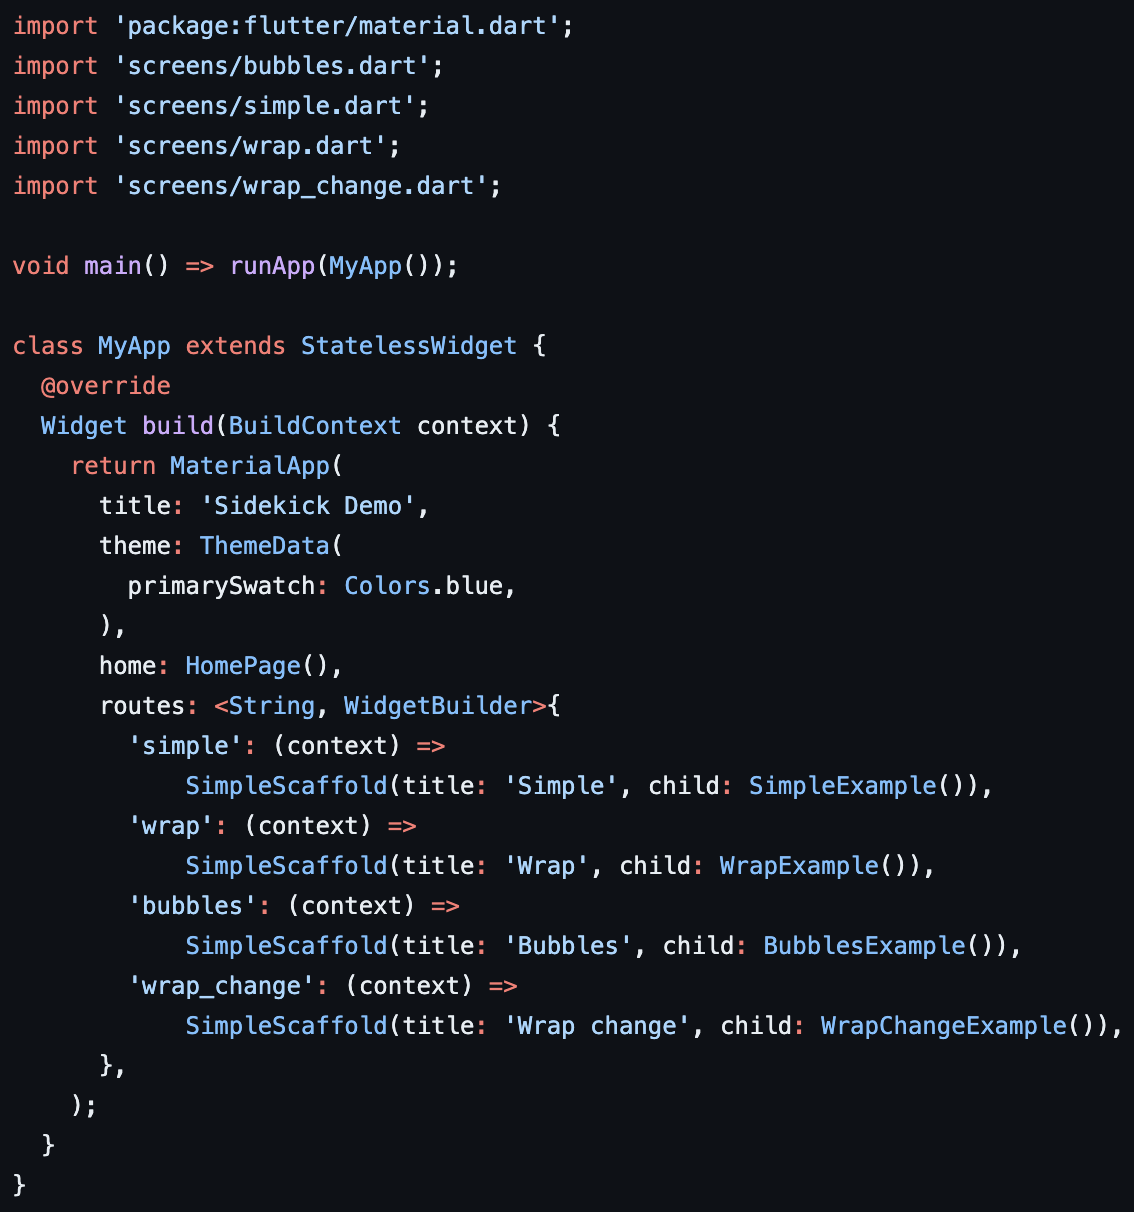 import 'package:flutter/material.dart';
import 'screens/bubbles.dart';
import 'screens/simple.dart';
import 'screens/wrap.dart';
import 'screens/wrap_change.dart';

void main() => runApp(MyApp());

class MyApp extends StatelessWidget {
  @override
  Widget build(BuildContext context) {
    return MaterialApp(
      title: 'Sidekick Demo',
      theme: ThemeData(
        primarySwatch: Colors.blue,
      ),
      home: HomePage(),
      routes: <String, WidgetBuilder>{
        'simple': (context) =>
            SimpleScaffold(title: 'Simple', child: SimpleExample()),
        'wrap': (context) =>
            SimpleScaffold(title: 'Wrap', child: WrapExample()),
        'bubbles': (context) =>
            SimpleScaffold(title: 'Bubbles', child: BubblesExample()),
        'wrap_change': (context) =>
            SimpleScaffold(title: 'Wrap change', child: WrapChangeExample()),
      },
    );
  }
}